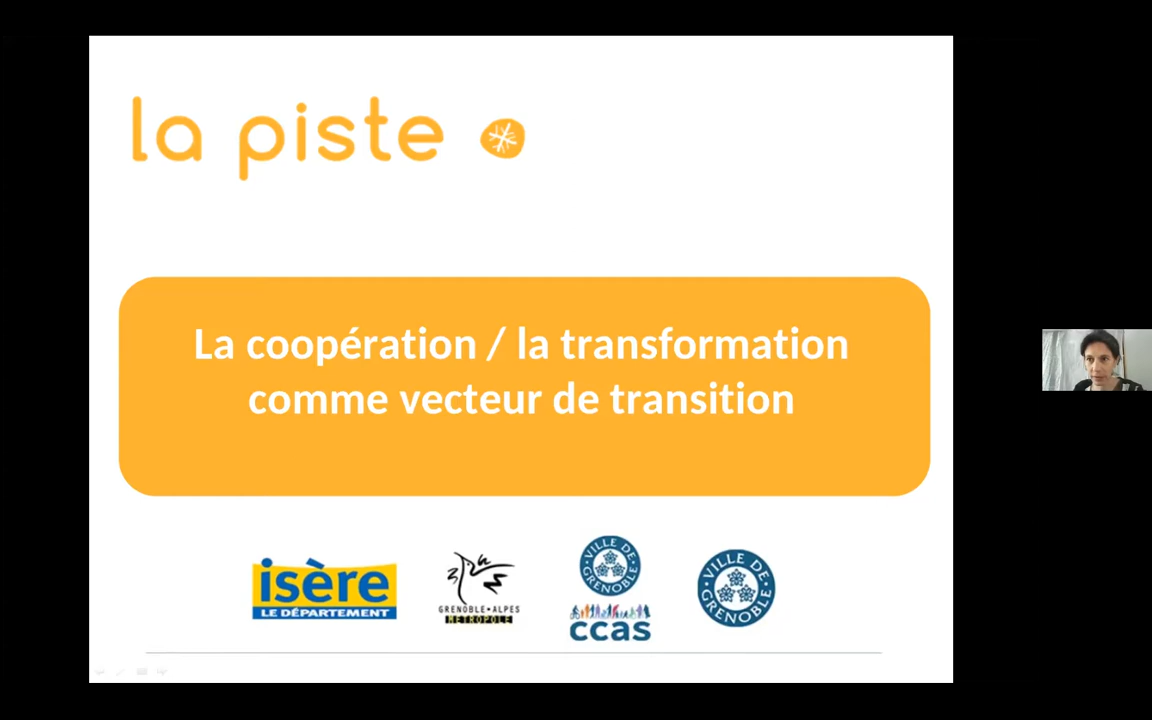 la piste
La coopération / la transformation
comme vecteur de transition
isère
LE DÉPARTEMENT
GRENOBLE-ALPES
METROPOLE
VILLE DE
GRENOBLE
ccas
VILLE DE
GRENOBLE